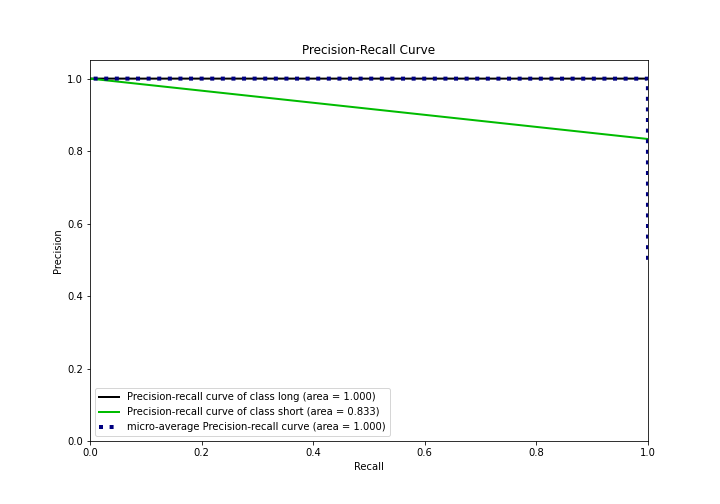 Precision-Recall Curve
1.0
0.8
0.6
0.4
0.2
0.0
Precision
Precision-recall curve of class long (area = 1.000)
Precision-recall curve of class short (area = 0.833)
micro-average Precision-recall curve (area = 1.000)
0.0 0.2 0.4 0.6 0.8 1.0
Recall